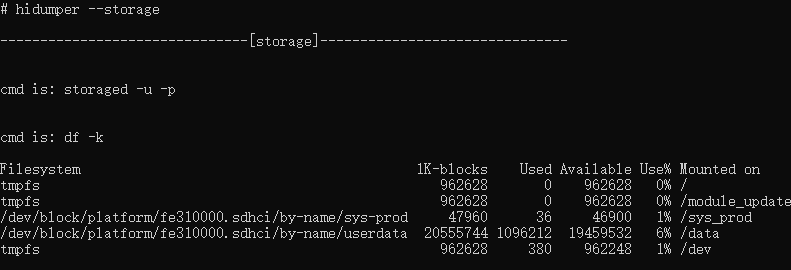 # hidumper --storage
-------------------------------[storage]-------------------------------
cmd is: storaged -u -p
cmd is: df -k
Filesystem 1K-blocks Used Available Use% Mounted on
tmpfs 962628 0 962628 0% /
tmpfs 962628 0 962628 0% /module_update
/dev/block/platform/fe310000.sdhci/by-name/sys-prod 47960 36 46900 1% /sys_prod
/dev/block/platform/fe310000.sdhci/by-name/userdata 20555744 1096212 19459532 6% /data
tmpfs 962628 380 962248 1% /dev